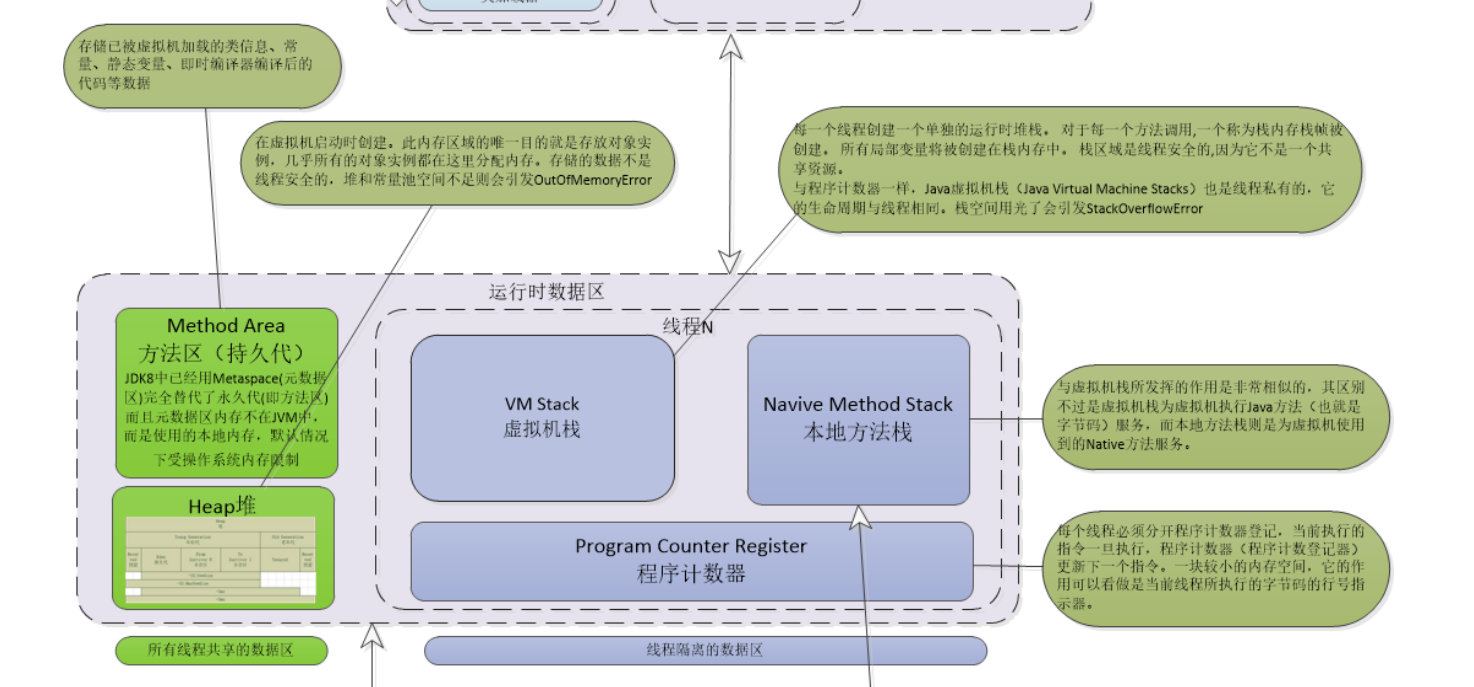 类加载器
存储已被虚拟机加载的类信息、常
量、静态变量、即时编译器编译后的
代码等数据
在虚拟机启动时创建。此内存区域的唯一目的就是存放对象实
例，几乎所有的对象实例都在这里分配内存。存储的数据不是
线程安全的，堆和常量池空间不足则会引发OutOfMemoryError
每一个线程创建一个单独的运行时堆栈。 对于每一个方法调用,一个称为栈内存栈帧被
创建。 所有局部变量将被创建在栈内存中。 栈区域是线程安全的,因为它不是一个共
享资源。
与程序计数器一样，Java虚拟机栈（Java Virtual Machine Stacks）也是线程私有的，它
的生命周期与线程相同。栈空间用光了会引发StackOverflowError
运行时数据区
Method Area
方法区（持久代）
JDK8中已经用Metaspace(元数据
区)完全替代了永久代(即方法区)
而且元数据区内存不在JVM中，
而是使用的本地内存，默认情况
下受操作系统内存限制
Heap堆
线程N
VM Stack
虚拟机栈
Navive Method Stack
本地方法栈
Program Counter Register
程序计数器
与虚拟机栈所发挥的作用是非常相似的，其区别
不过是虚拟机栈为虚拟机执行Java方法（也就是
字节码）服务，而本地方法栈则是为虚拟机使用
到的Native方法服务。
每个线程必须分开程序计数器登记，当前执行的
指令一旦执行，程序计数器（程序计数登记器）
更新下一个指令。一块较小的内存空间，它的作
用可以看做是当前线程所执行的字节码的行号指
示器。
所有线程共享的数据区
线程隔离的数据区